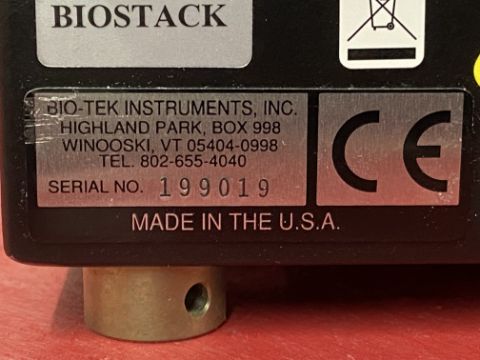 BIOSTACK
BIO-TEK INSTRUMENTS, INC.
HIGHLAND PARK, BOX 998
WINOOSKI, VT 05404-0998
TEL. 802-655-4040
SERIAL NO. 199019
CE
MADE IN THE U.S.A.